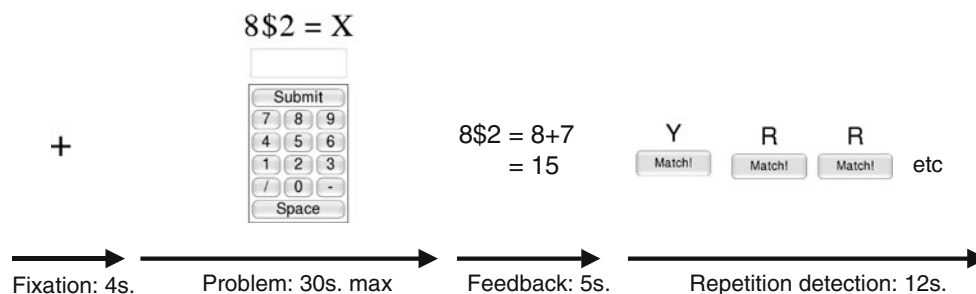 8$2 = X
Submit
7 8 9
4 5 6
1 2 3
/ 0 -
Space
+
8$2 = 8+7
= 15
Y R R
Match! Match! Match! etc
Fixation: 4s. Problem: 30s. max Feedback: 5s. Repetition detection: 12s.